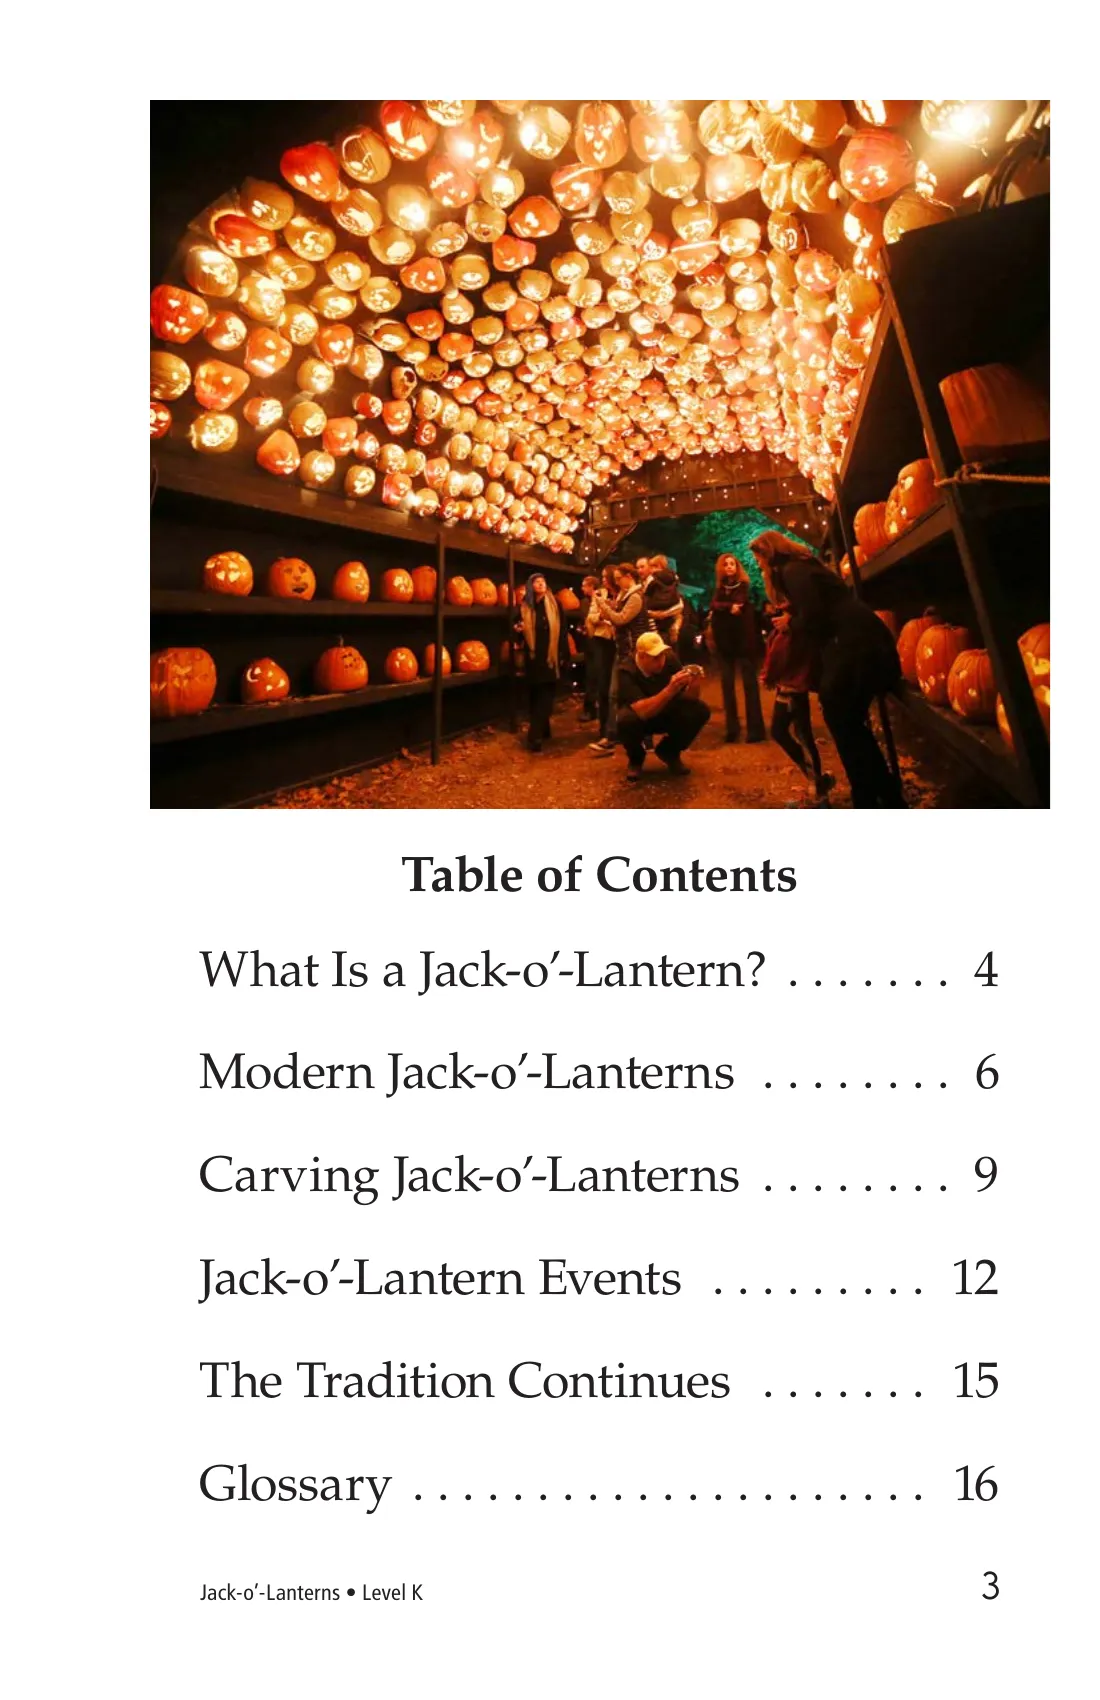 Table of Contents
What Is a Jack-o’-Lantern? . . . . . . . 4
Modern Jack-o’-Lanterns . . . . . . . . 6
Carving Jack-o’-Lanterns . . . . . . . . 9
Jack-o’-Lantern Events . . . . . . . . . 12
The Tradition Continues . . . . . . . 15
Glossary . . . . . . . . . . . . . . . . . . . . . 16
Jack-o’-Lanterns • Level K 3